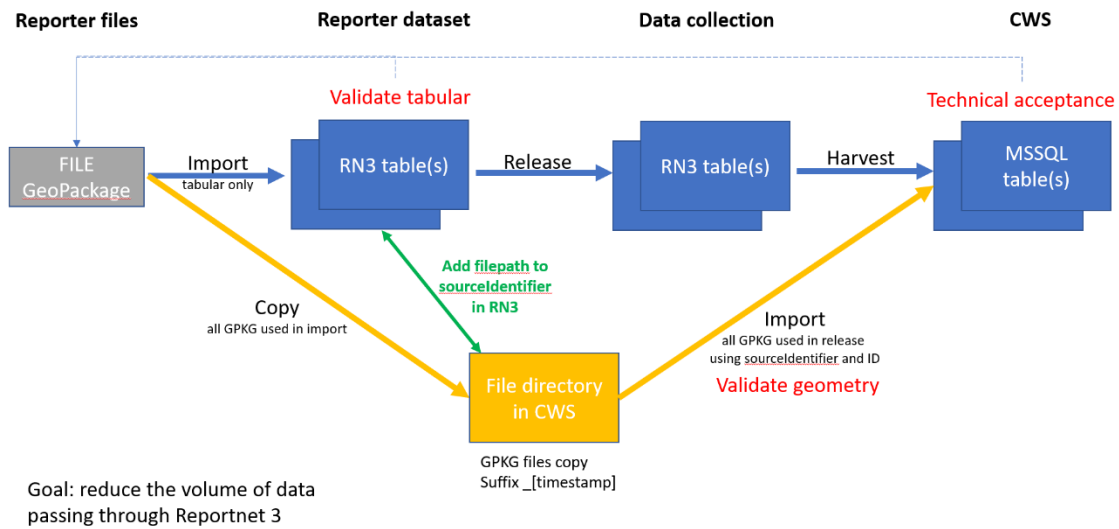 Reporter files
Reporter dataset
Data collection
CWS
Validate tabular
Technical acceptance
FILE
GeoPackage
Import
tabular only
RN3 table(s)
Release
RN3 table(s)
Harvest
MSSQL
table(s)
Add filepath to
sourceIdentifier
in RN3
Copy
all GPKG used in import
Import
all GPKG used in release
using sourceIdentifier and ID
Validate geometry
File directory
in CWS
GPKG files copy
Suffix _[timestamp]
Goal: reduce the volume of data
passing through Reportnet 3